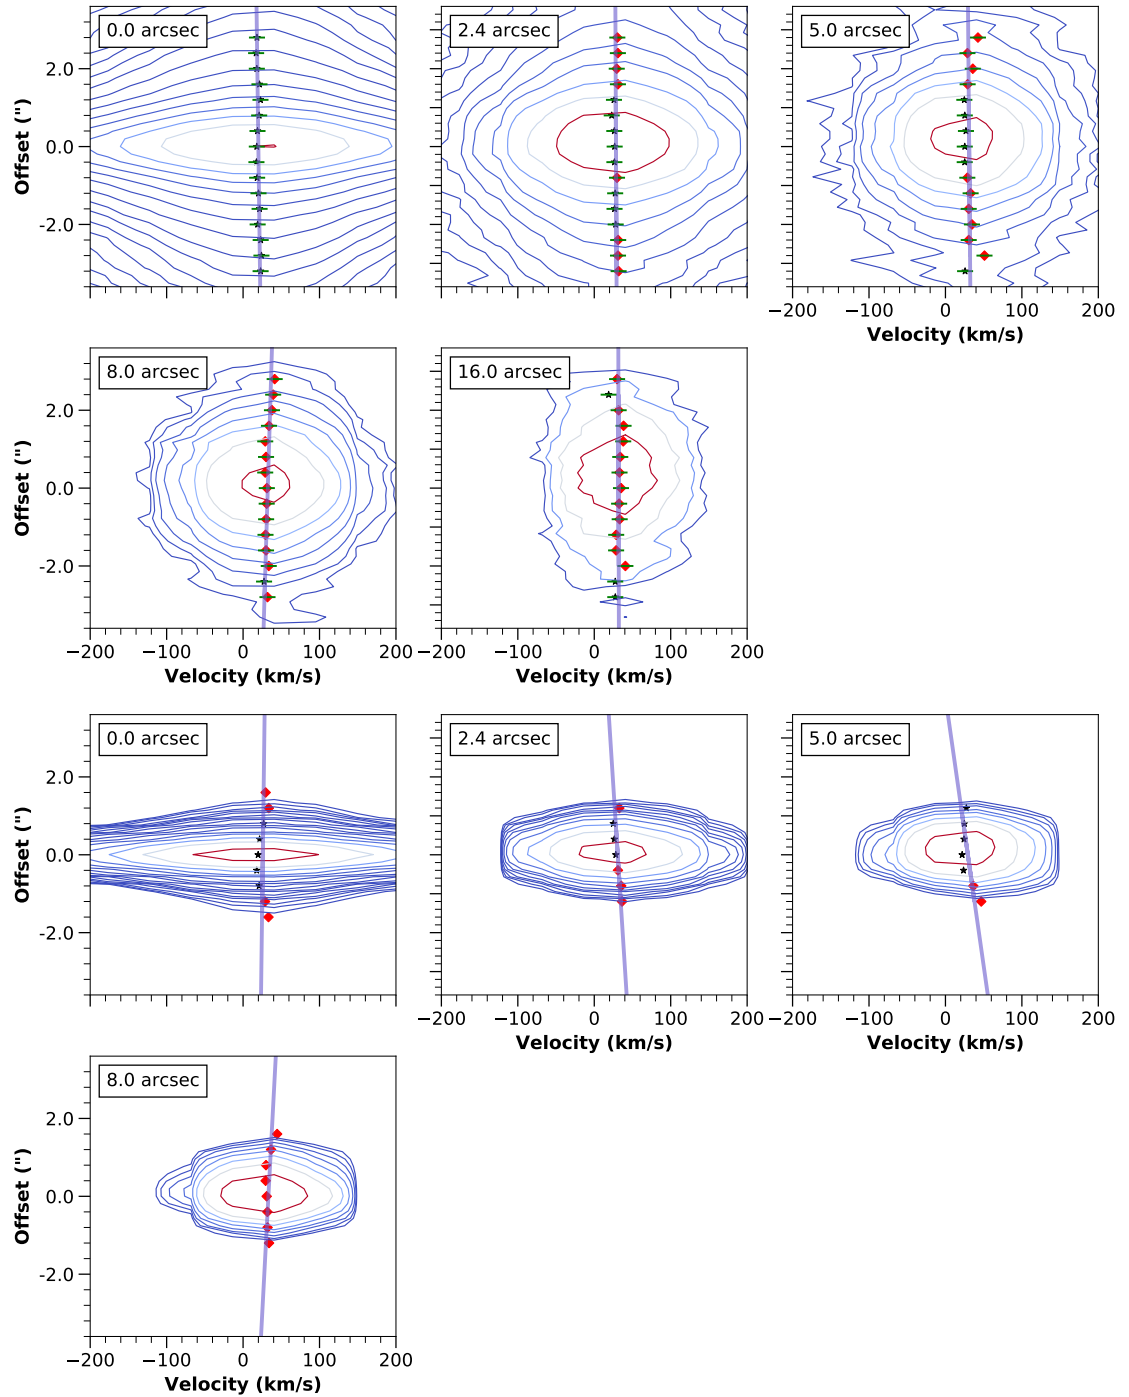 0.0 arcsec 2.4 arcsec 5.0 arcsec
2.0
0.0
-2.0
Offset (")
−200 −100 0 100 200
Velocity (km/s)
8.0 arcsec 16.0 arcsec
2.0
0.0
-2.0
Offset (")
−200 −100 0 100 200 −200 −100 0 100 200
Velocity (km/s) Velocity (km/s)
0.0 arcsec 2.4 arcsec 5.0 arcsec
2.0
0.0
-2.0
Offset (")
−200 −100 0 100 200 −200 −100 0 100 200
Velocity (km/s) Velocity (km/s)
8.0 arcsec
2.0
0.0
-2.0
Offset (")
−200 −100 0 100 200
Velocity (km/s)